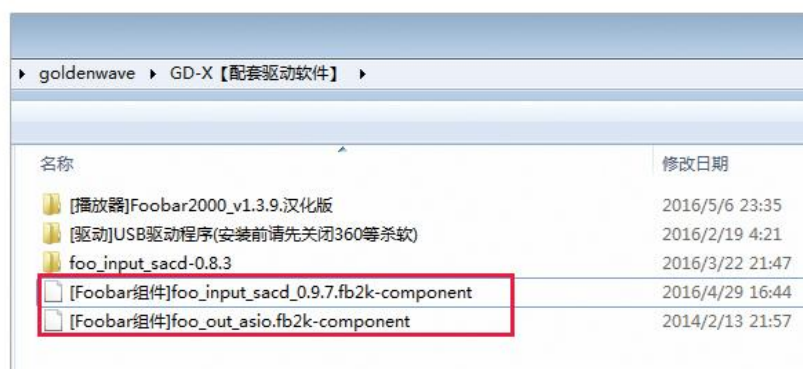 goldenwave GD-X【配套驱动软件】
名称 修改日期
[播放器]Foobar2000_v1.3.9.汉化版 2016/5/6 23:35
[驱动]USB驱动程序(安装前请先关闭360等杀软) 2016/2/19 4:21
foo_input_sacd-0.8.3 2016/3/22 21:47
[Foobar组件]foo_input_sacd_0.9.7.fb2k-component 2016/4/29 16:44
[Foobar组件]foo_out_asio.fb2k-component 2014/2/13 21:57